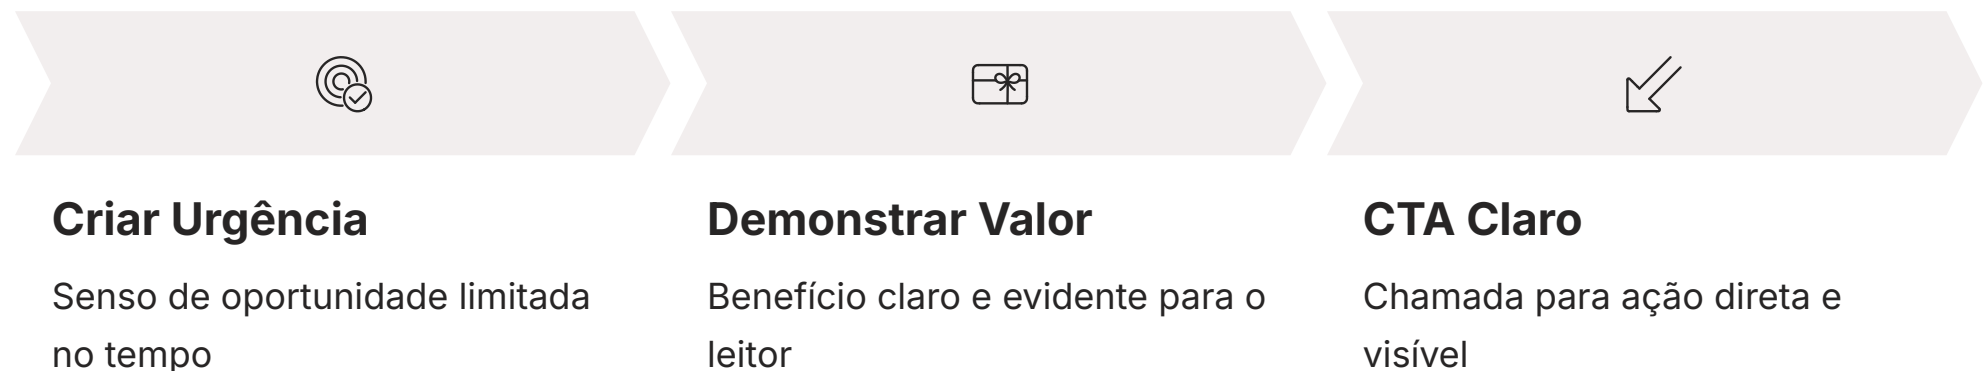 Criar Urgência
Senso de oportunidade limitada
no tempo
Demonstrar Valor
Benefício claro e evidente para o
leitor
CTA Claro
Chamada para ação direta e
visível